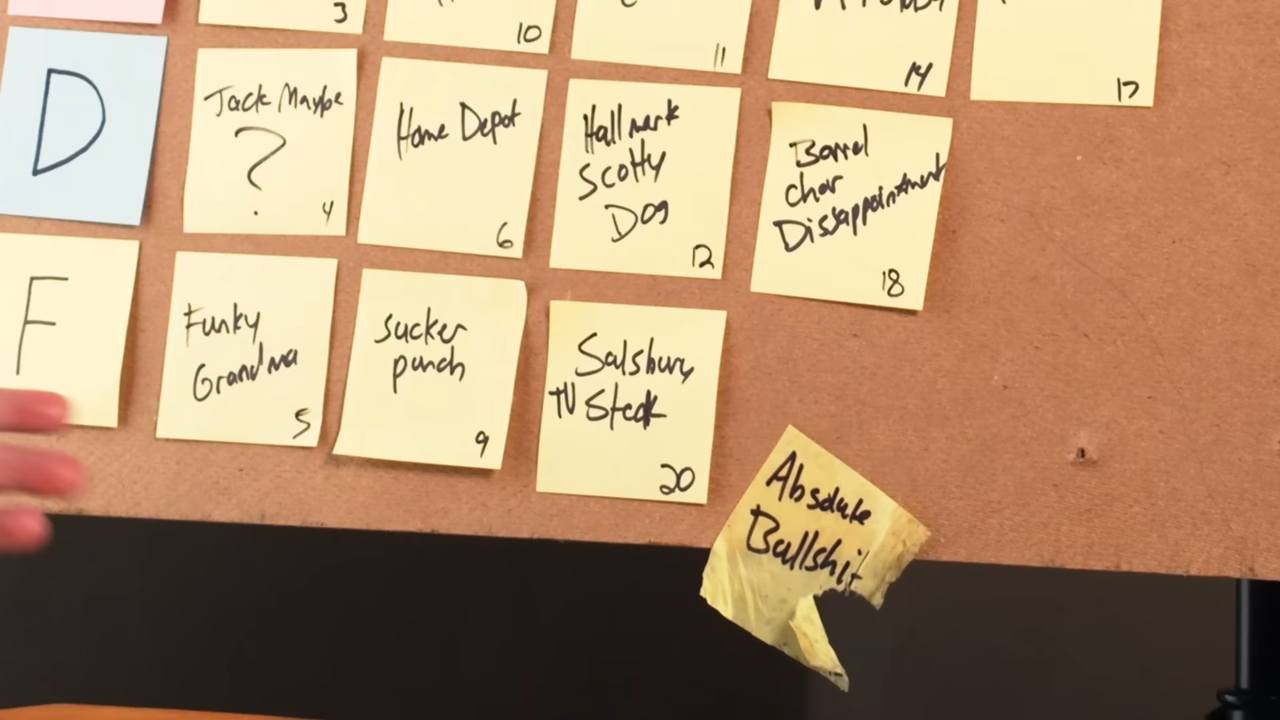 3
10
11
14
17
D
Jack Maybe
?
4
Home Depot
6
Hallmark
Scotty
Dog
12
Barrel
char
Dissappointment
18
F
Funky
Grandma
5
sucker
punch
9
Salsbury
TV Steak
20
Absolute
Bullshit